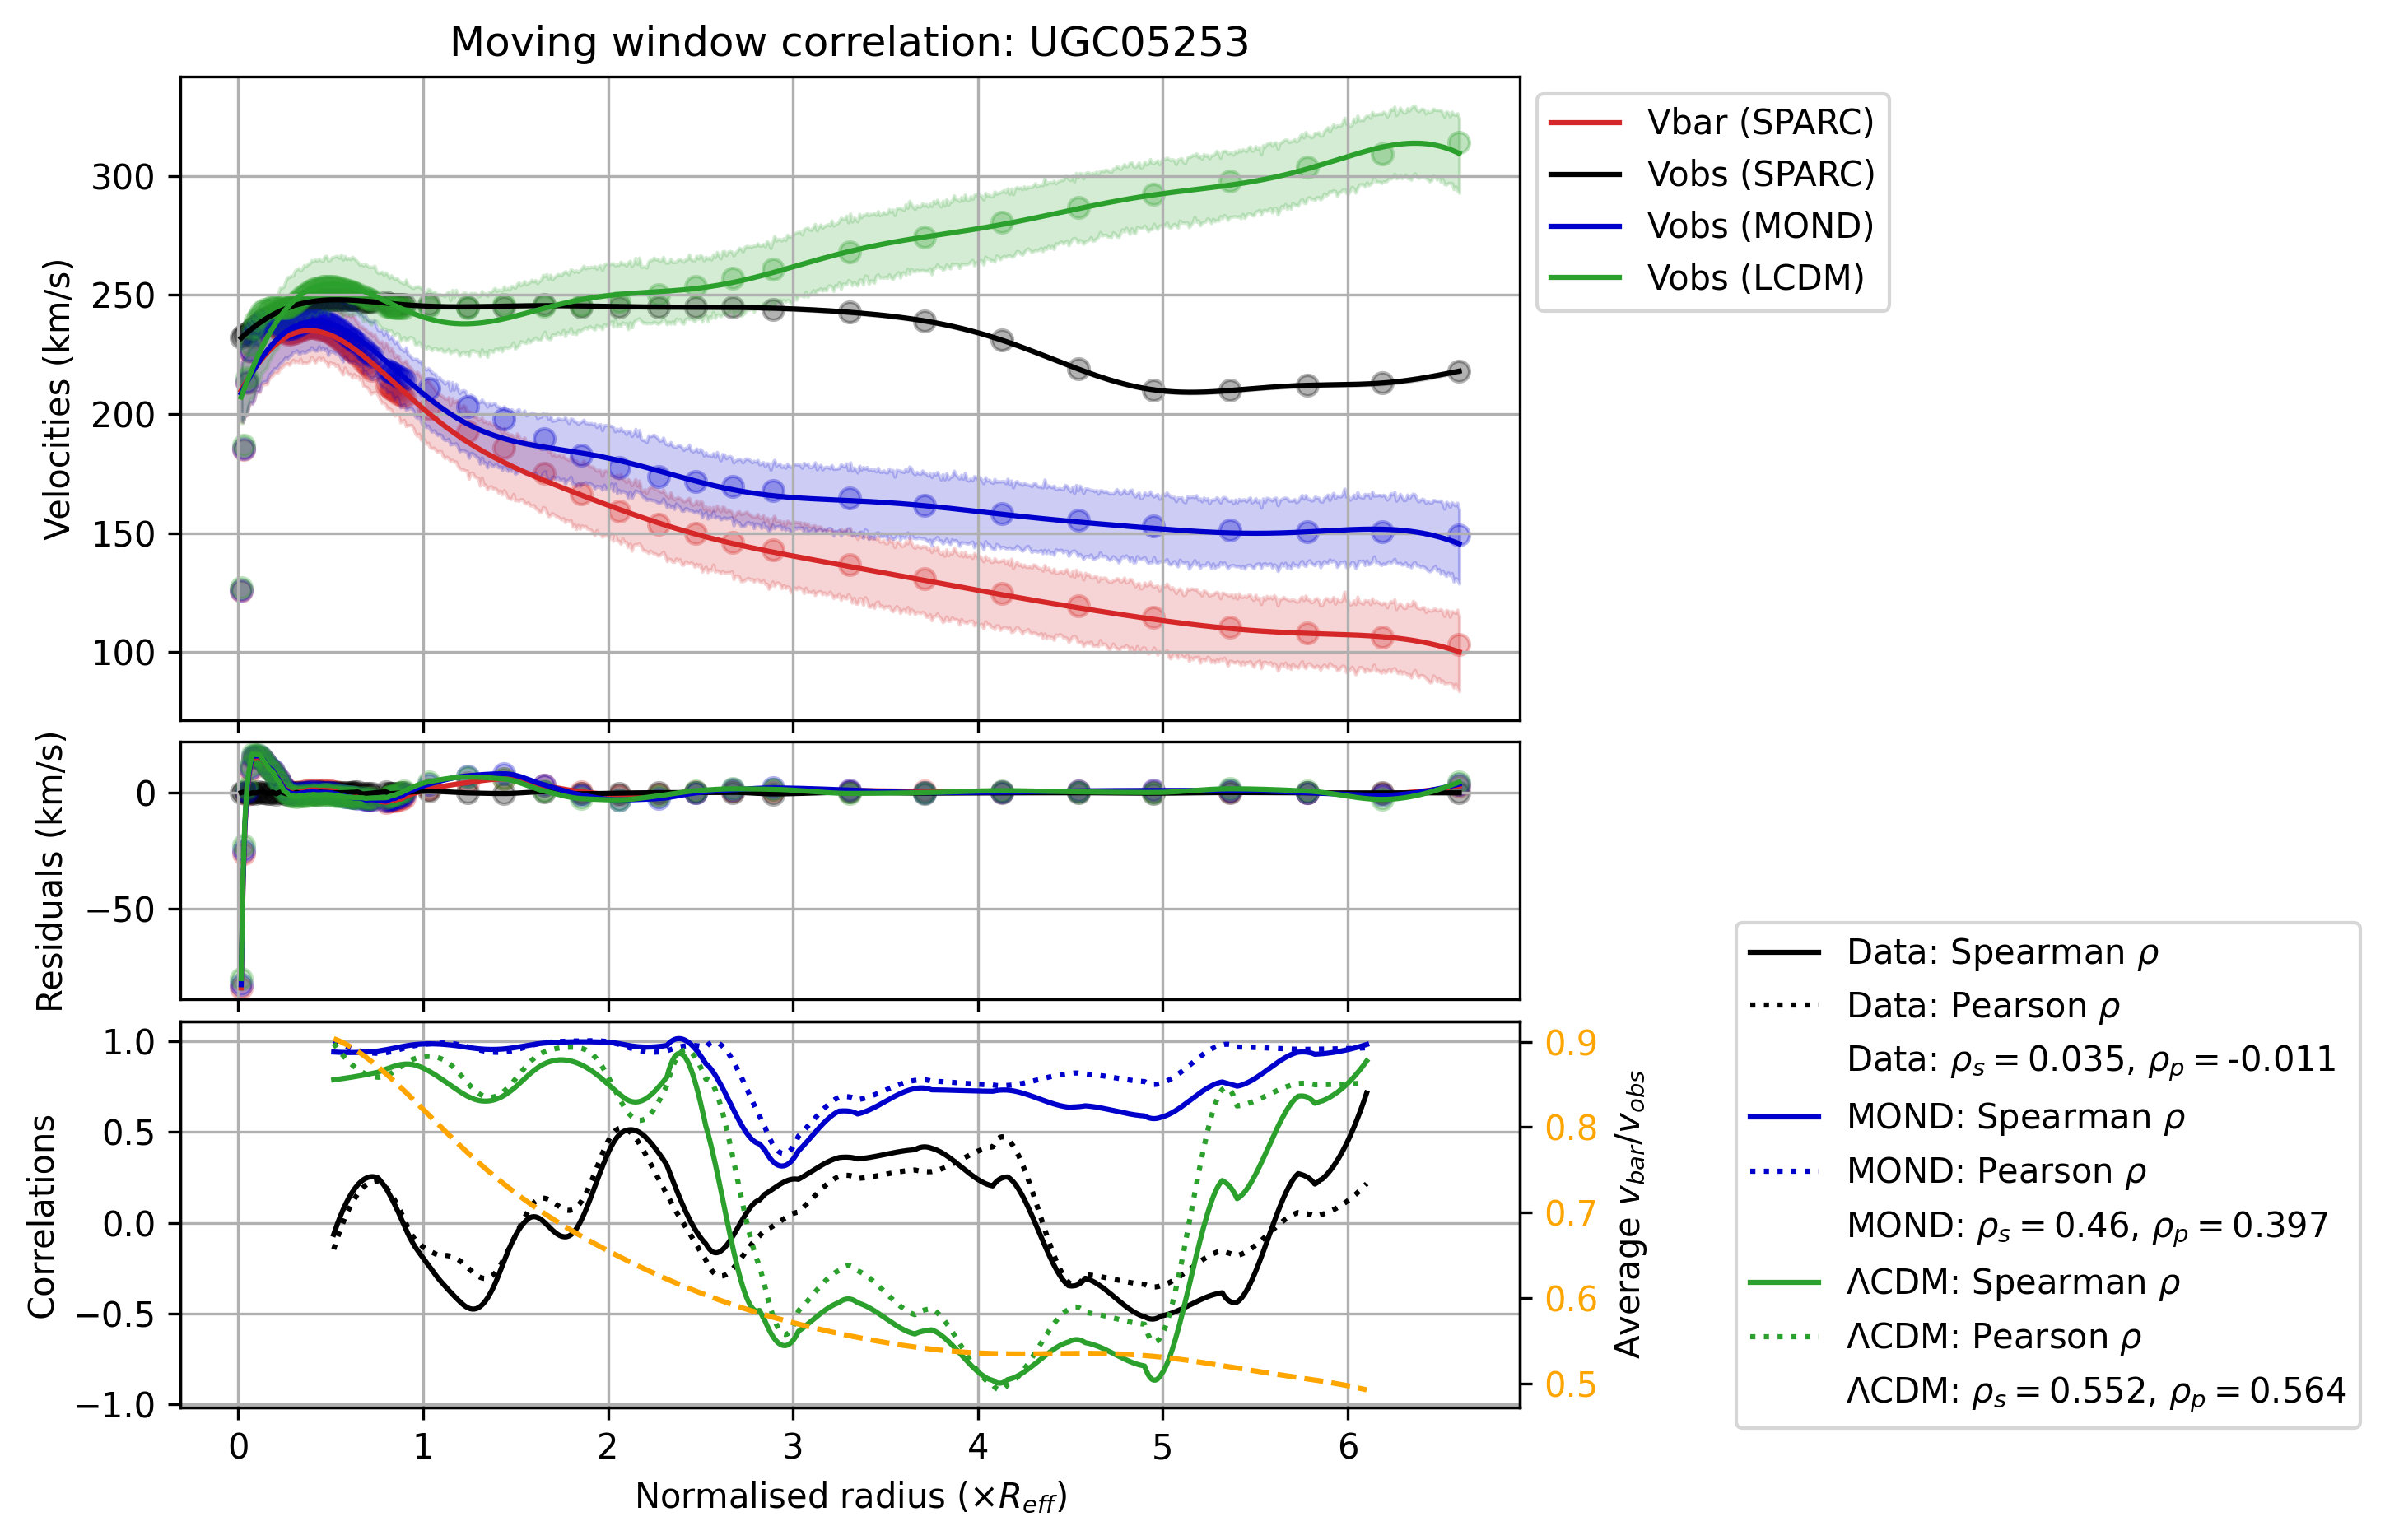 Moving window correlation: UGC05253
Velocities (km/s)
300
250
200
150
100
Vbar (SPARC)
Vobs (SPARC)
Vobs (MOND)
Vobs (LCDM)
Residuals (km/s)
0
−50
Correlations
1.0
0.5
0.0
−0.5
−1.0
0.9
0.8
0.7
0.6
0.5
Average v_bar/v_obs
0 1 2 3 4 5 6
Normalised radius (×R_eff)
Data: Spearman ρ
Data: Pearson ρ
Data: ρ_s = 0.035, ρ_p = -0.011
MOND: Spearman ρ
MOND: Pearson ρ
MOND: ρ_s = 0.46, ρ_p = 0.397
ΛCDM: Spearman ρ
ΛCDM: Pearson ρ
ΛCDM: ρ_s = 0.552, ρ_p = 0.564